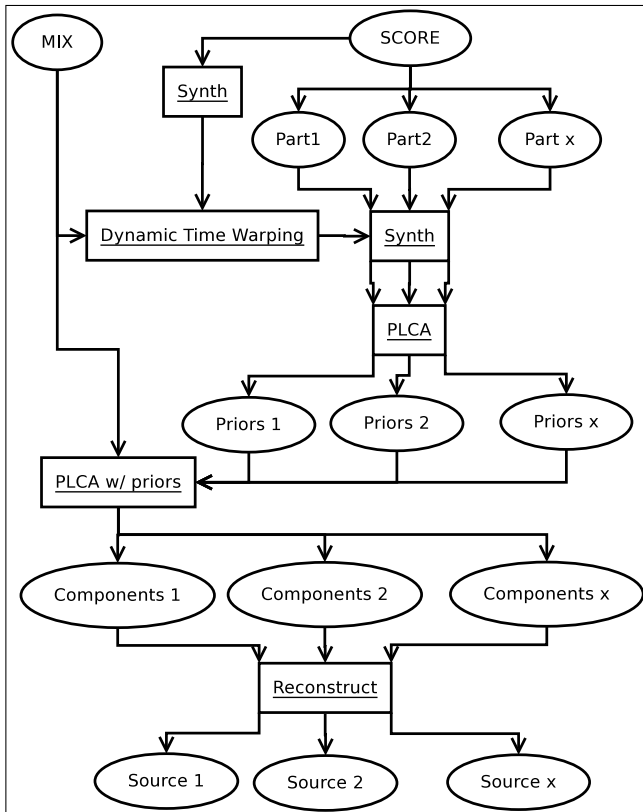 MIX
SCORE
Synth
Part1
Part2
Part x
Dynamic Time Warping
Synth
PLCA
Priors 1
Priors 2
Priors x
PLCA w/ priors
Components 1
Components 2
Components x
Reconstruct
Source 1
Source 2
Source x